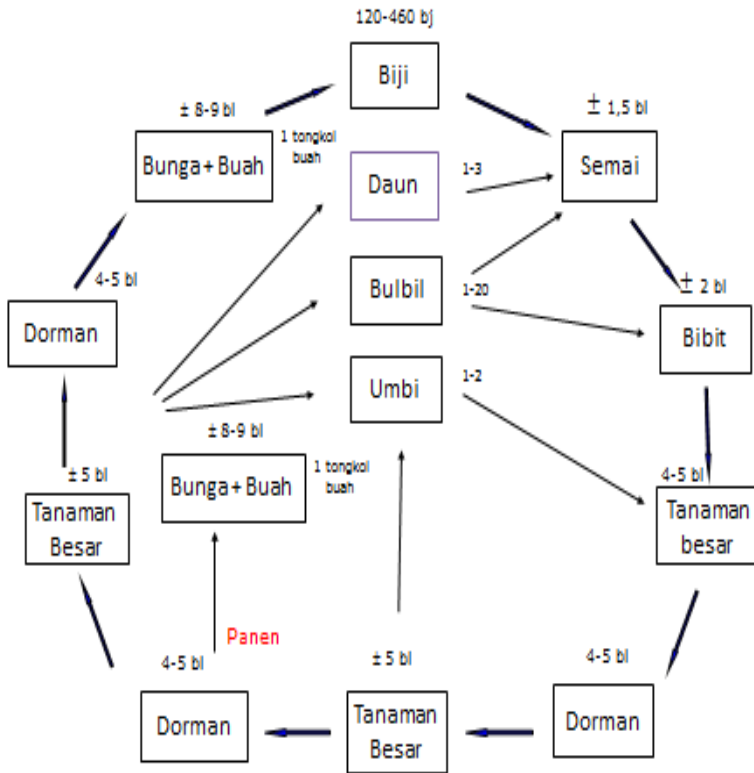 120-460 bj
Biji
± 8-9 bl
1 tongkol
buah
Bunga+Buah
± 1,5 bl
Semai
Daun
1-3
4-5 bl
Dorman
Bulbil
1-20
± 2 bl
Bibit
Umbi
1-2
± 8-9 bl
1 tongkol
buah
Bunga+Buah
± 5 bl
Tanaman
Besar
4-5 bl
Tanaman
besar
Panen
4-5 bl
Dorman
± 5 bl
Tanaman
Besar
4-5 bl
Dorman